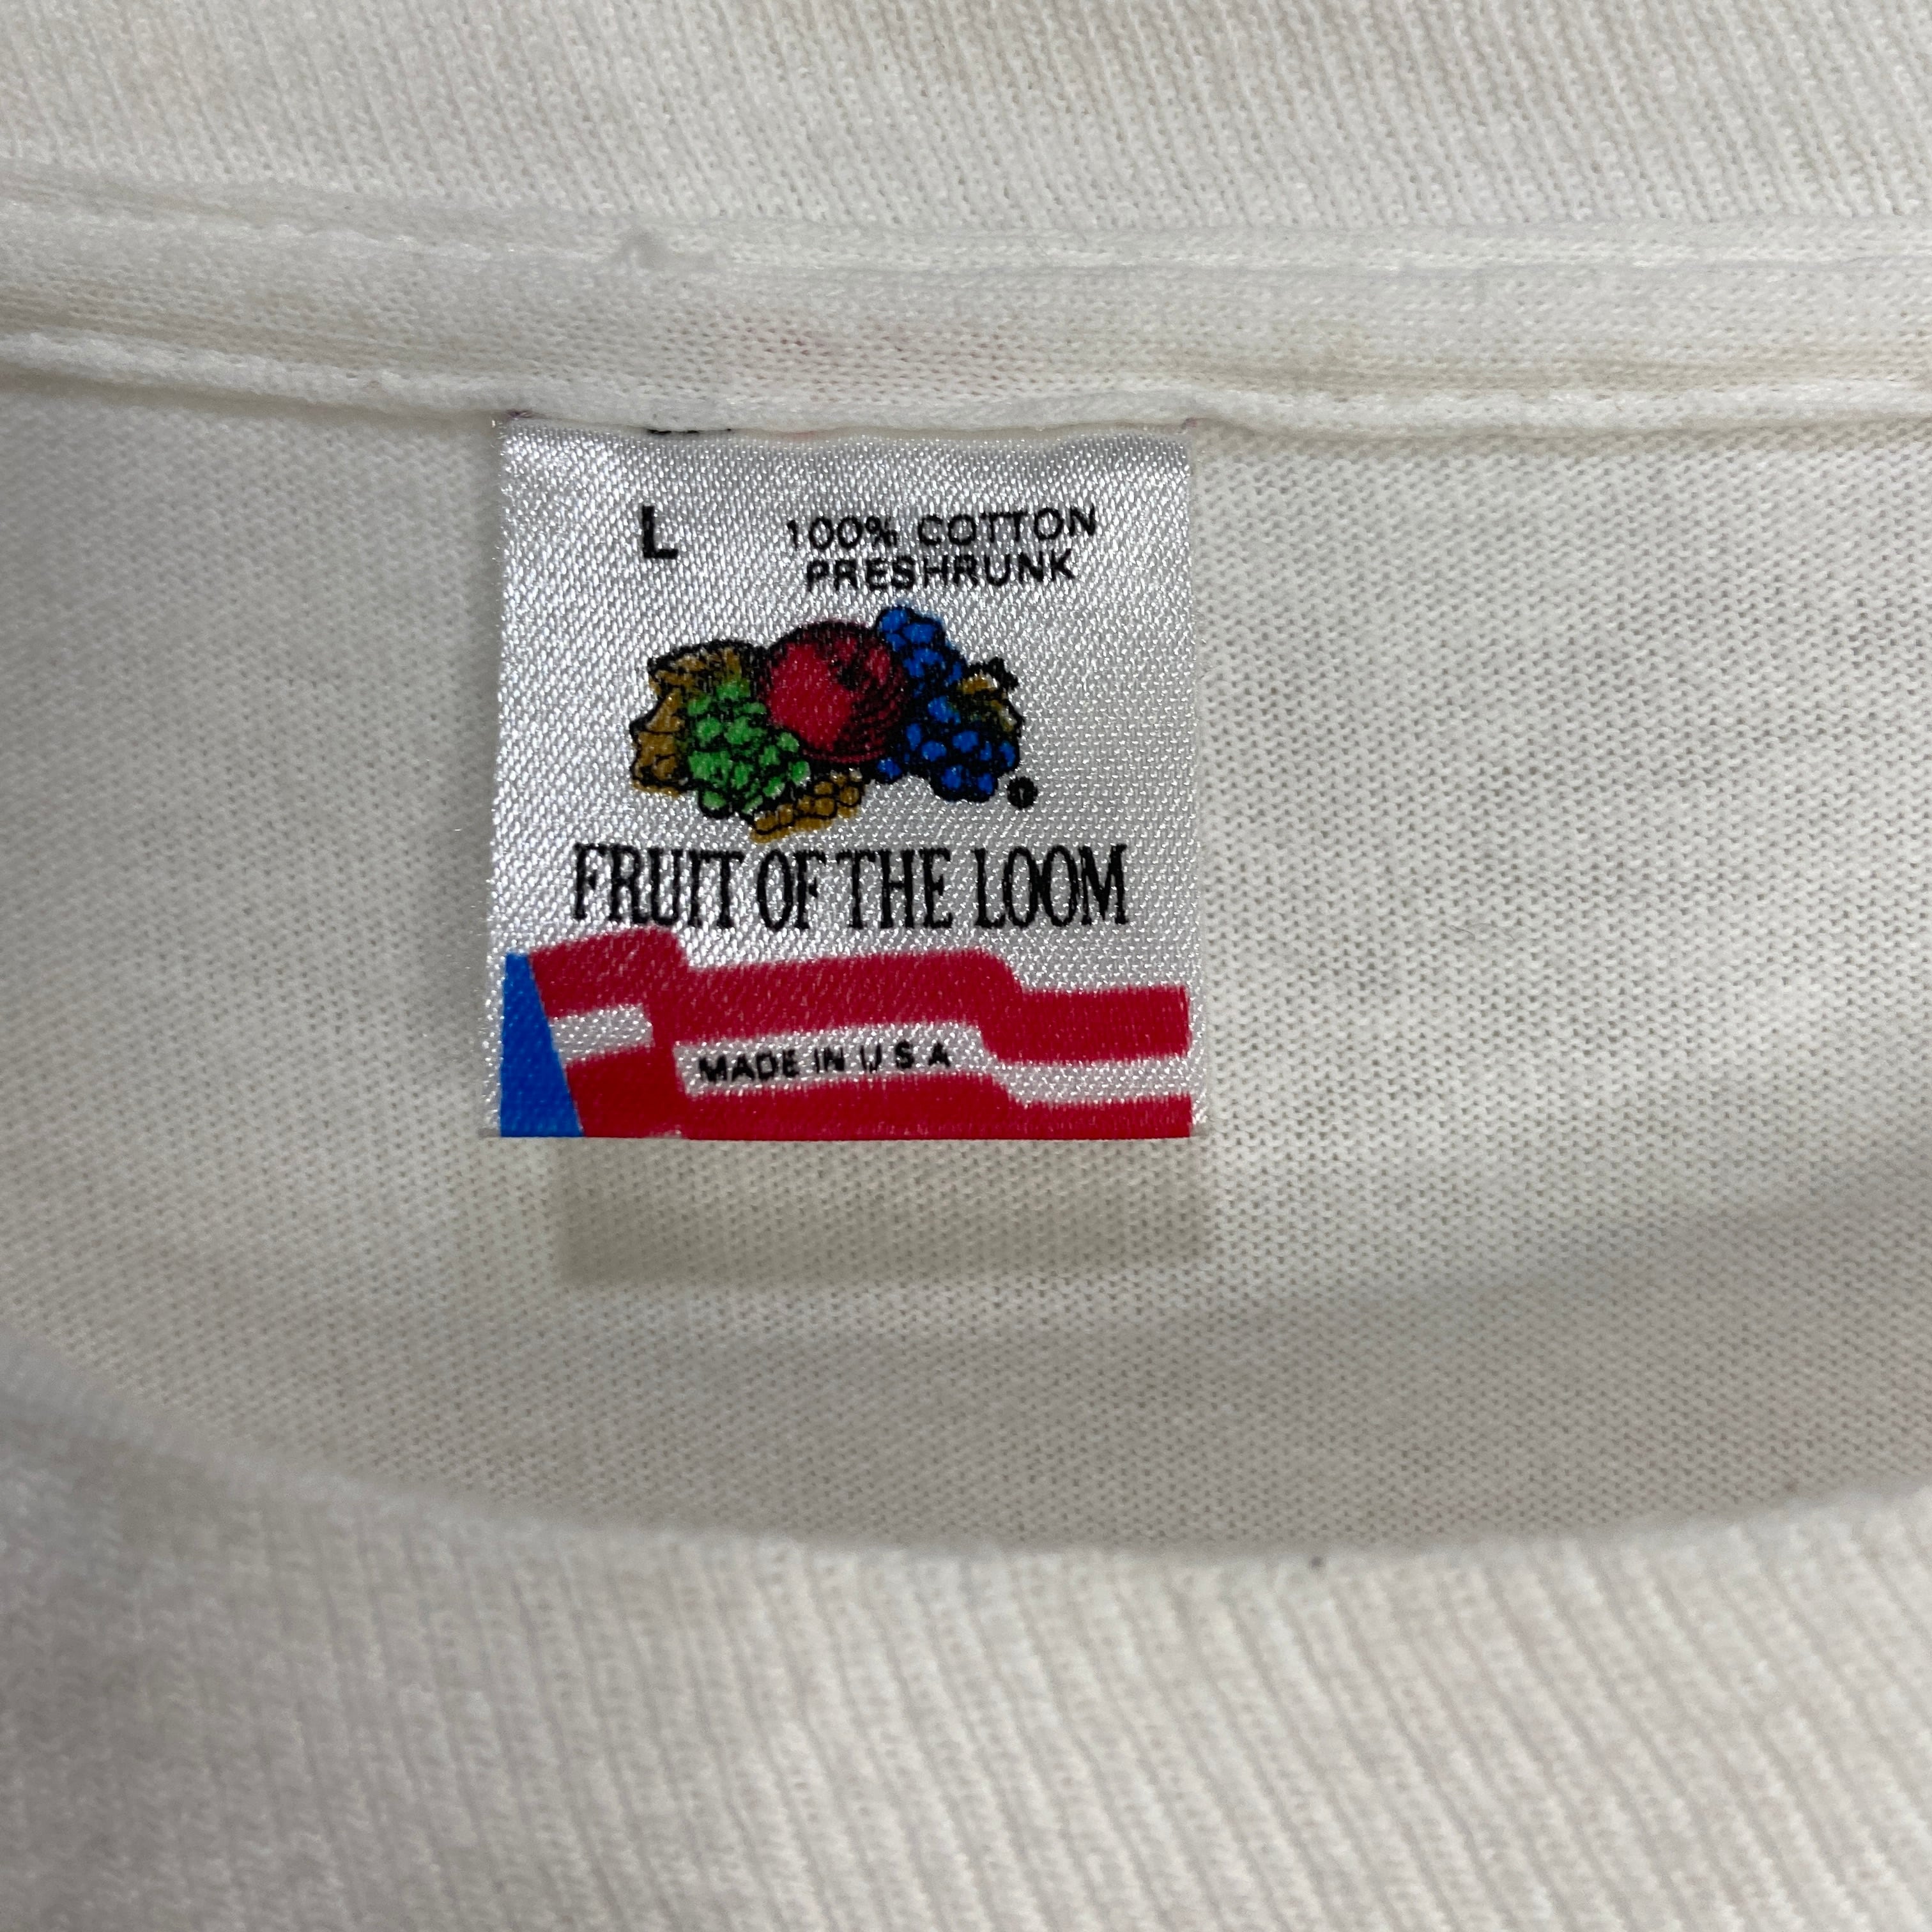 L
100% COTTON
PRESHRUNK
FRUIT OF THE LOOM
MADE IN U S A